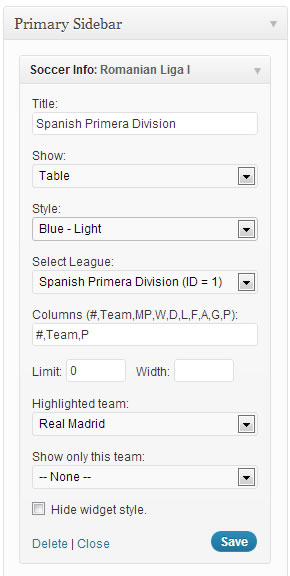 Primary Sidebar
Soccer Info: Romanian Liga I
Title:
Spanish Primera Division
Show:
Table
Style:
Blue - Light
Select League:
Spanish Primera Division (ID = 1)
Columns (#,Team,MP,W,D,L,F,A,G,P):
#,Team,P
Limit: 0 Width:
Highlighted team:
Real Madrid
Show only this team:
-- None --
Hide widget style.
Delete | Close Save